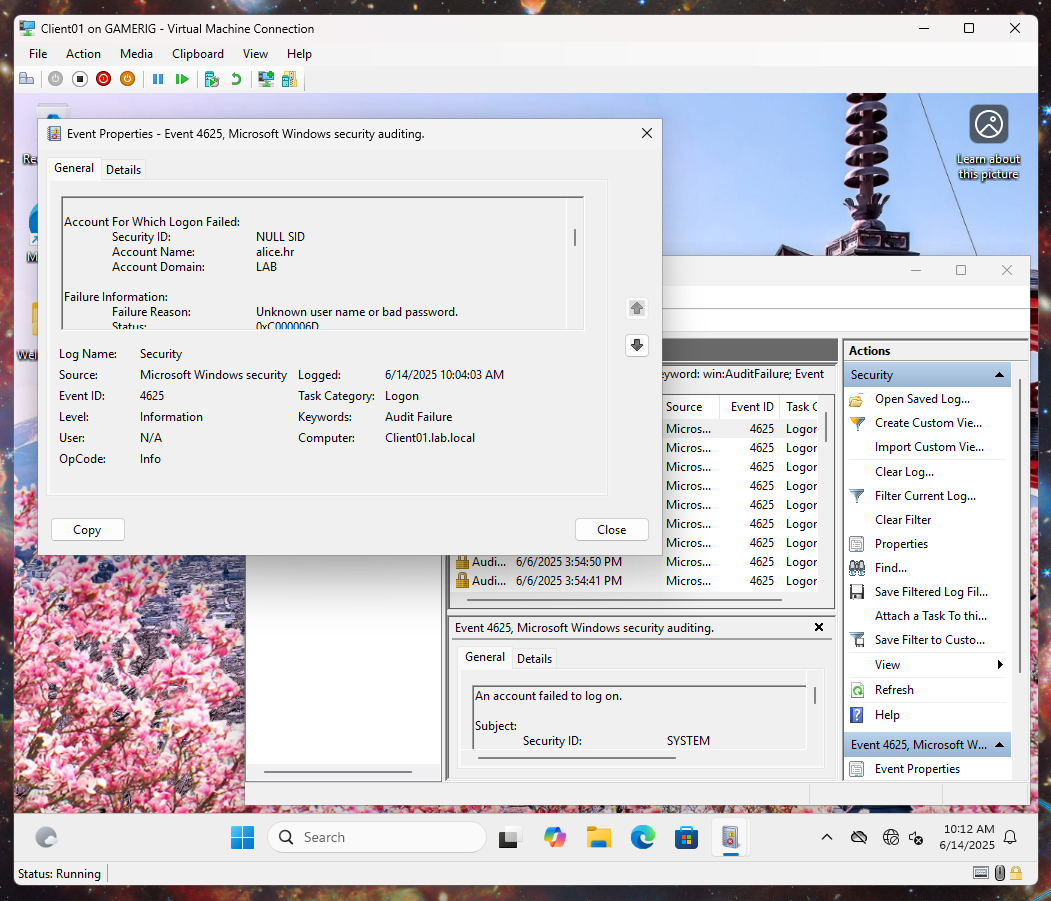 Client01 on GAMERIG - Virtual Machine Connection
File Action Media Clipboard View Help
Learn about
this picture
Event Properties - Event 4625, Microsoft Windows security auditing.
General Details
Account For Which Logon Failed:
Security ID: NULL SID
Account Name: alice.hr
Account Domain: LAB
Failure Information:
Failure Reason: Unknown user name or bad password.
Status: 0xC000006D
Log Name: Security
Source: Microsoft Windows security Logged: 6/14/2025 10:04:03 AM
Event ID: 4625 Task Category: Logon
Level: Information Keywords: Audit Failure
User: N/A Computer: Client01.lab.local
OpCode: Info
Copy Close
eyword: win:AuditFailure; Event
Source Event ID Task C
Micros... 4625 Logor
Micros... 4625 Logor
Micros... 4625 Logor
Micros... 4625 Logor
Micros... 4625 Logor
Micros... 4625 Logor
Micros... 4625 Logor
Audi... 6/6/2025 3:54:50 PM Micros... 4625 Logor
Audi... 6/6/2025 3:54:41 PM Micros... 4625 Logor
Event 4625, Microsoft Windows security auditing.
General Details
An account failed to log on.
Subject:
Security ID: SYSTEM
Actions
Security
Open Saved Log...
Create Custom Vie...
Import Custom Vie...
Clear Log...
Filter Current Log...
Clear Filter
Properties
Find...
Save Filtered Log Fil...
Attach a Task To thi...
Save Filter to Custo...
View
Refresh
Help
Event 4625, Microsoft W...
Event Properties
Search
10:12 AM
6/14/2025
Status: Running